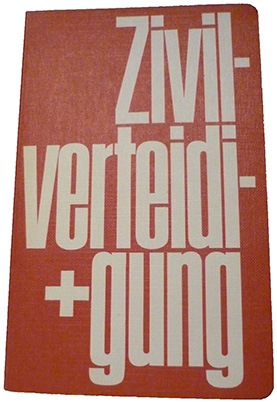 Zivil-
verteidi-
+gung